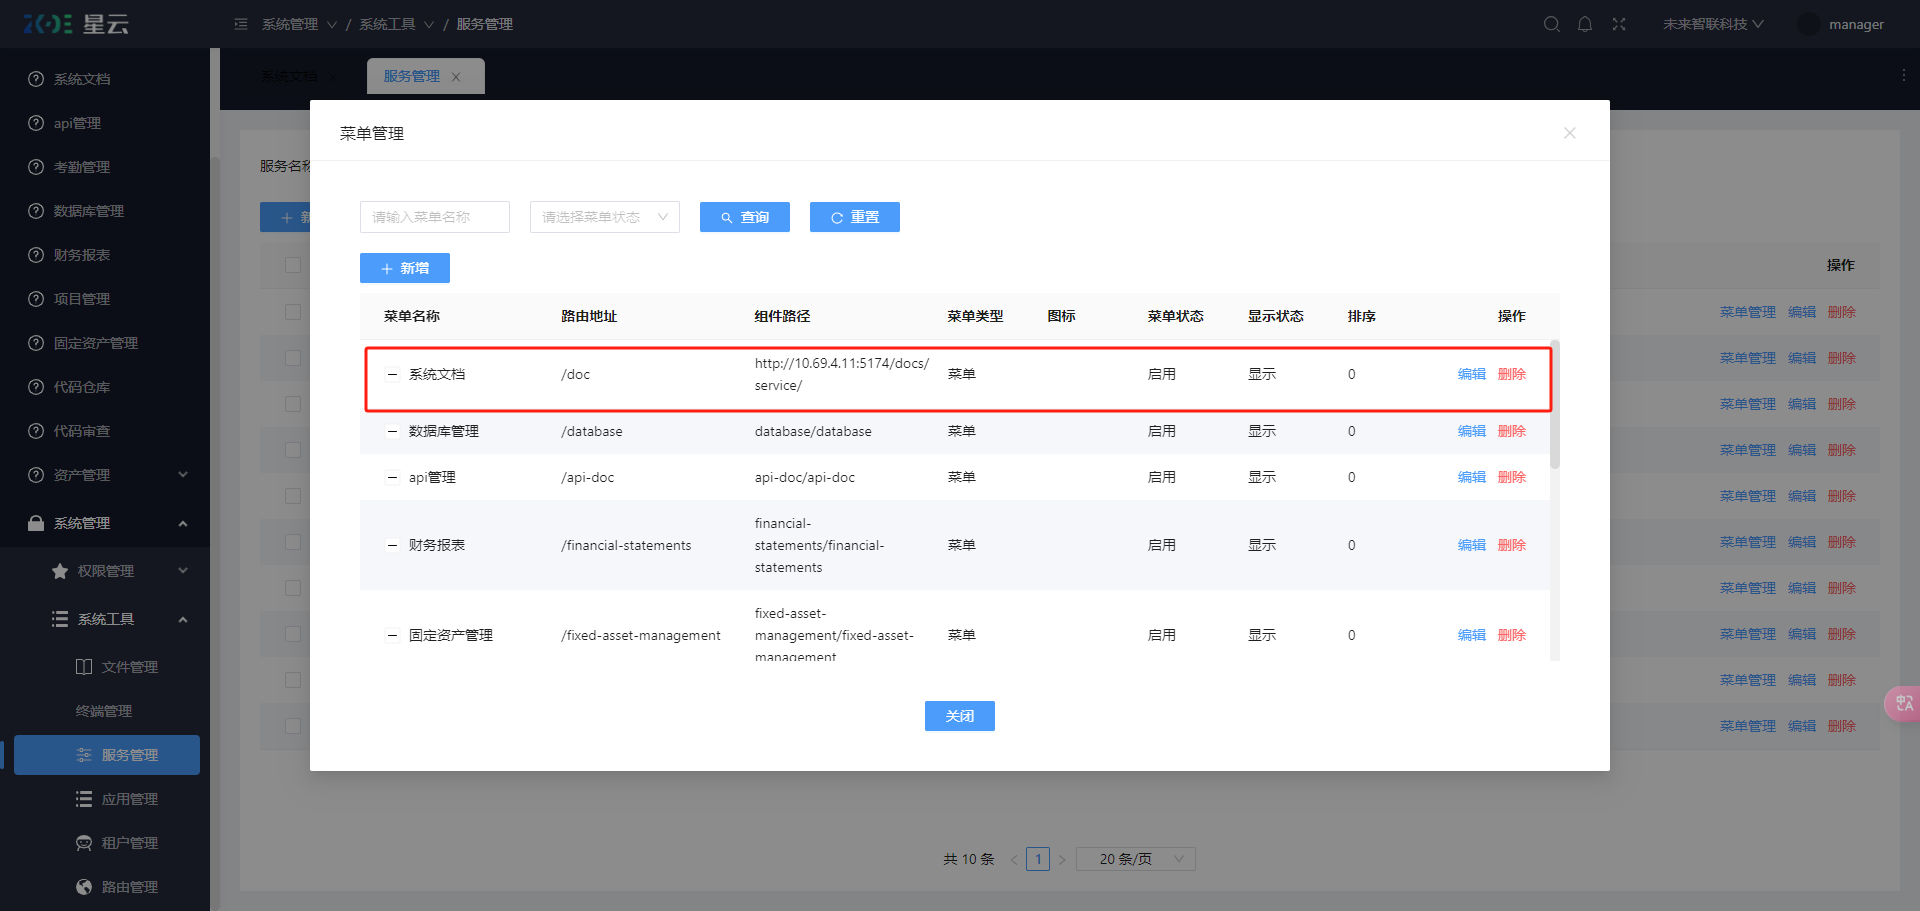 星云
系统管理 / 系统工具 / 服务管理
未来智联科技
manager
系统文档
服务管理
系统文档
api管理
考勤管理
数据库管理
财务报表
项目管理
固定资产管理
代码仓库
代码审查
资产管理
系统管理
权限管理
系统工具
文件管理
终端管理
服务管理
应用管理
租户管理
路由管理
服务名称
新
菜单管理
请输入菜单名称
请选择菜单状态
查询
重置
新增
菜单名称 路由地址 组件路径 菜单类型 图标 菜单状态 显示状态 排序 操作
系统文档 /doc http://10.69.4.11:5174/docs/ 菜单 启用 显示 0 编辑 删除
service/
数据库管理 /database database/database 菜单 启用 显示 0 编辑 删除
api管理 /api-doc api-doc/api-doc 菜单 启用 显示 0 编辑 删除
financial-
财务报表 /financial-statements statements/financial- 菜单 启用 显示 0 编辑 删除
statements
fixed-asset-
固定资产管理 /fixed-asset-management management/fixed-asset- 菜单 启用 显示 0 编辑 删除
management
关闭
操作
菜单管理 编辑 删除
菜单管理 编辑 删除
菜单管理 编辑 删除
菜单管理 编辑 删除
菜单管理 编辑 删除
菜单管理 编辑 删除
菜单管理 编辑 删除
菜单管理 编辑 删除
菜单管理 编辑 删除
菜单管理 编辑 删除
共 10 条 1 20 条/页